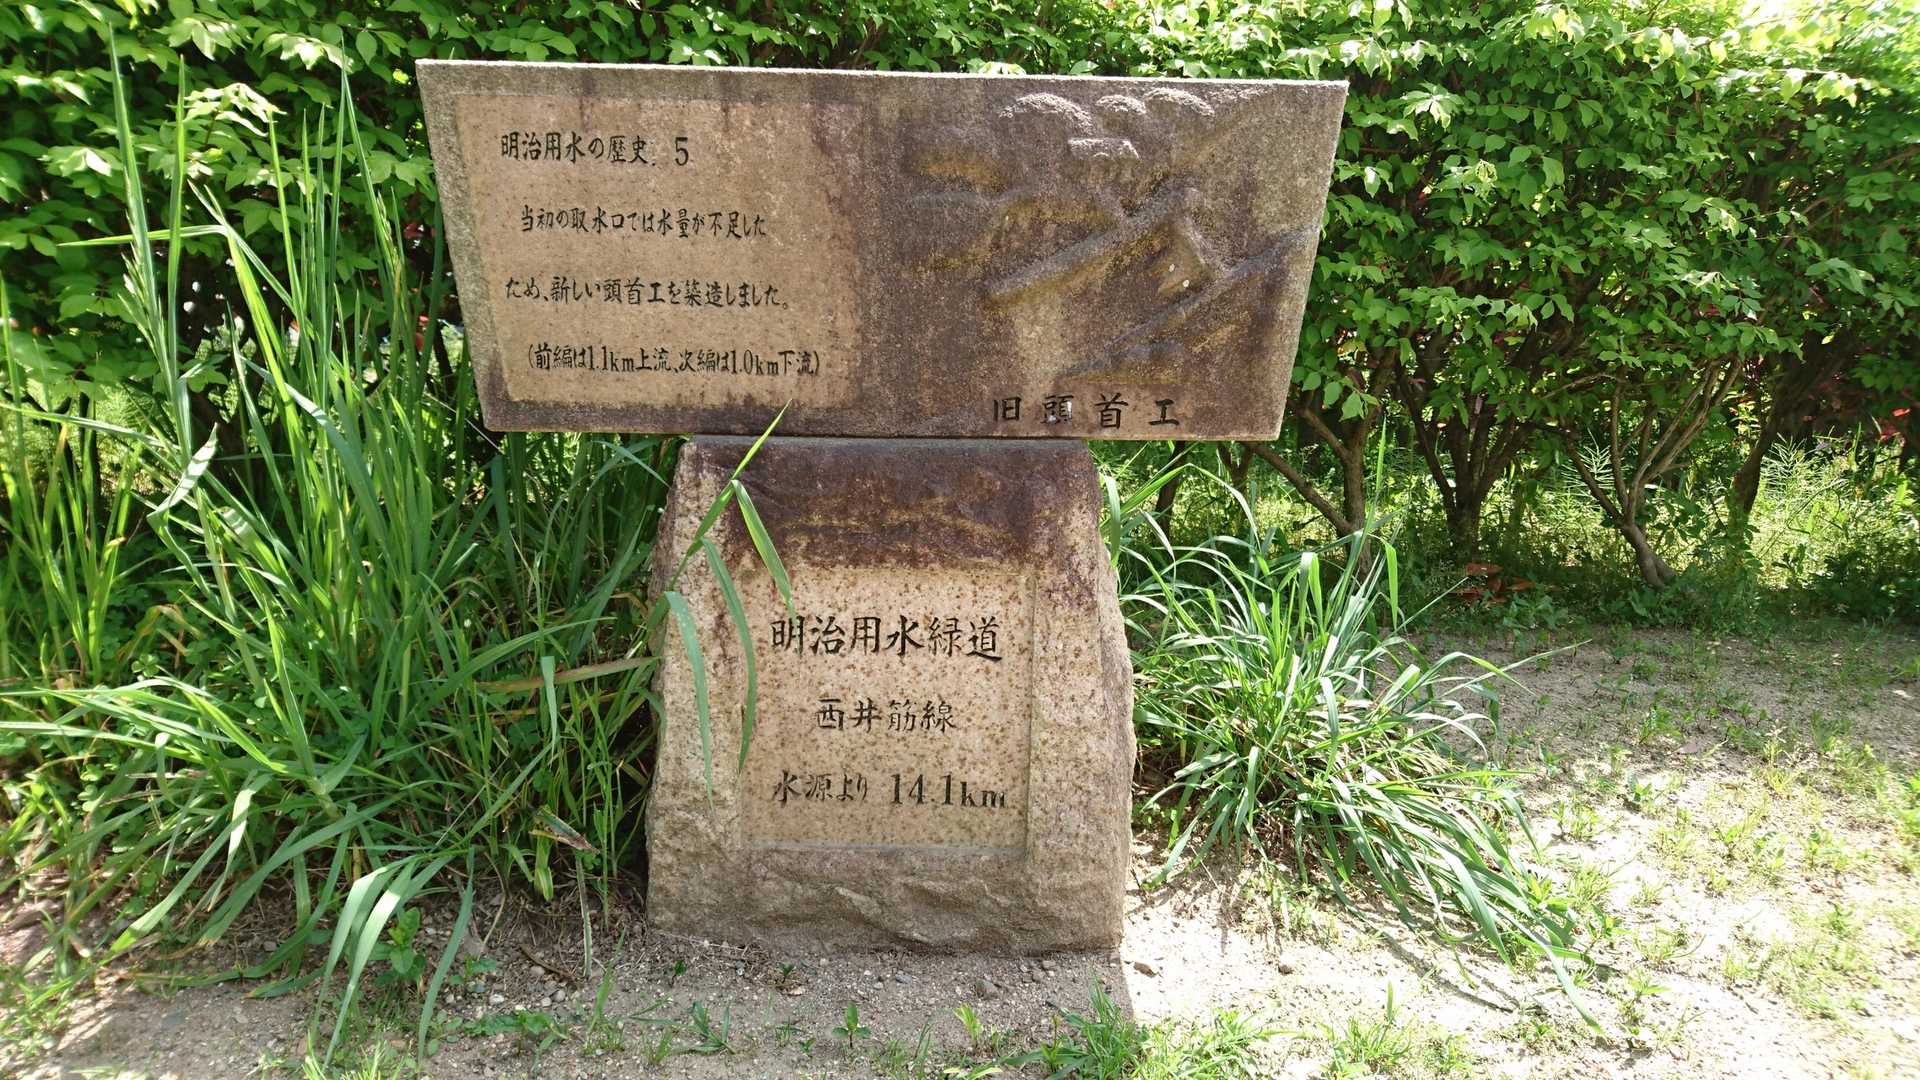 明治用水の歴史. 5
当初の取水口では水量が不足した
ため、新しい頭首工を築造しました。
(前編は1.1km上流、次編は1.0km下流)
旧頭首工
明治用水緑道
西井筋線
水源より 14.1km